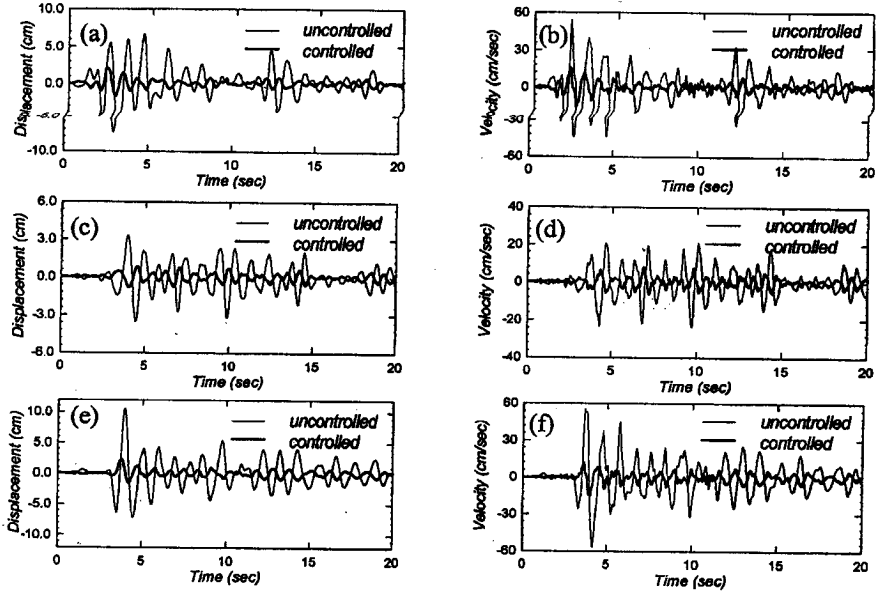 (a)
uncontrolled
controlled
Displacement (cm)
10.0
5.0
0.0
-5.0
-10.0
0 5 10 15 20
Time (sec)
(b)
uncontrolled
controlled
Velocity (cm/sec)
60
30
0
-30
-60
0 5 10 15 20
Time (sec)
(c)
uncontrolled
controlled
Displacement (cm)
6.0
3.0
0.0
-3.0
-6.0
0 5 10 15 20
Time (sec)
(d)
uncontrolled
controlled
Velocity (cm/sec)
40
20
0
-20
-40
0 5 10 15 20
Time (sec)
(e)
uncontrolled
controlled
Displacement (cm)
10.0
5.0
0.0
-5.0
-10.0
0 5 10 15 20
Time (sec)
(f)
uncontrolled
controlled
Velocity (cm/sec)
60
30
0
-30
-60
0 5 10 15 20
Time (sec)